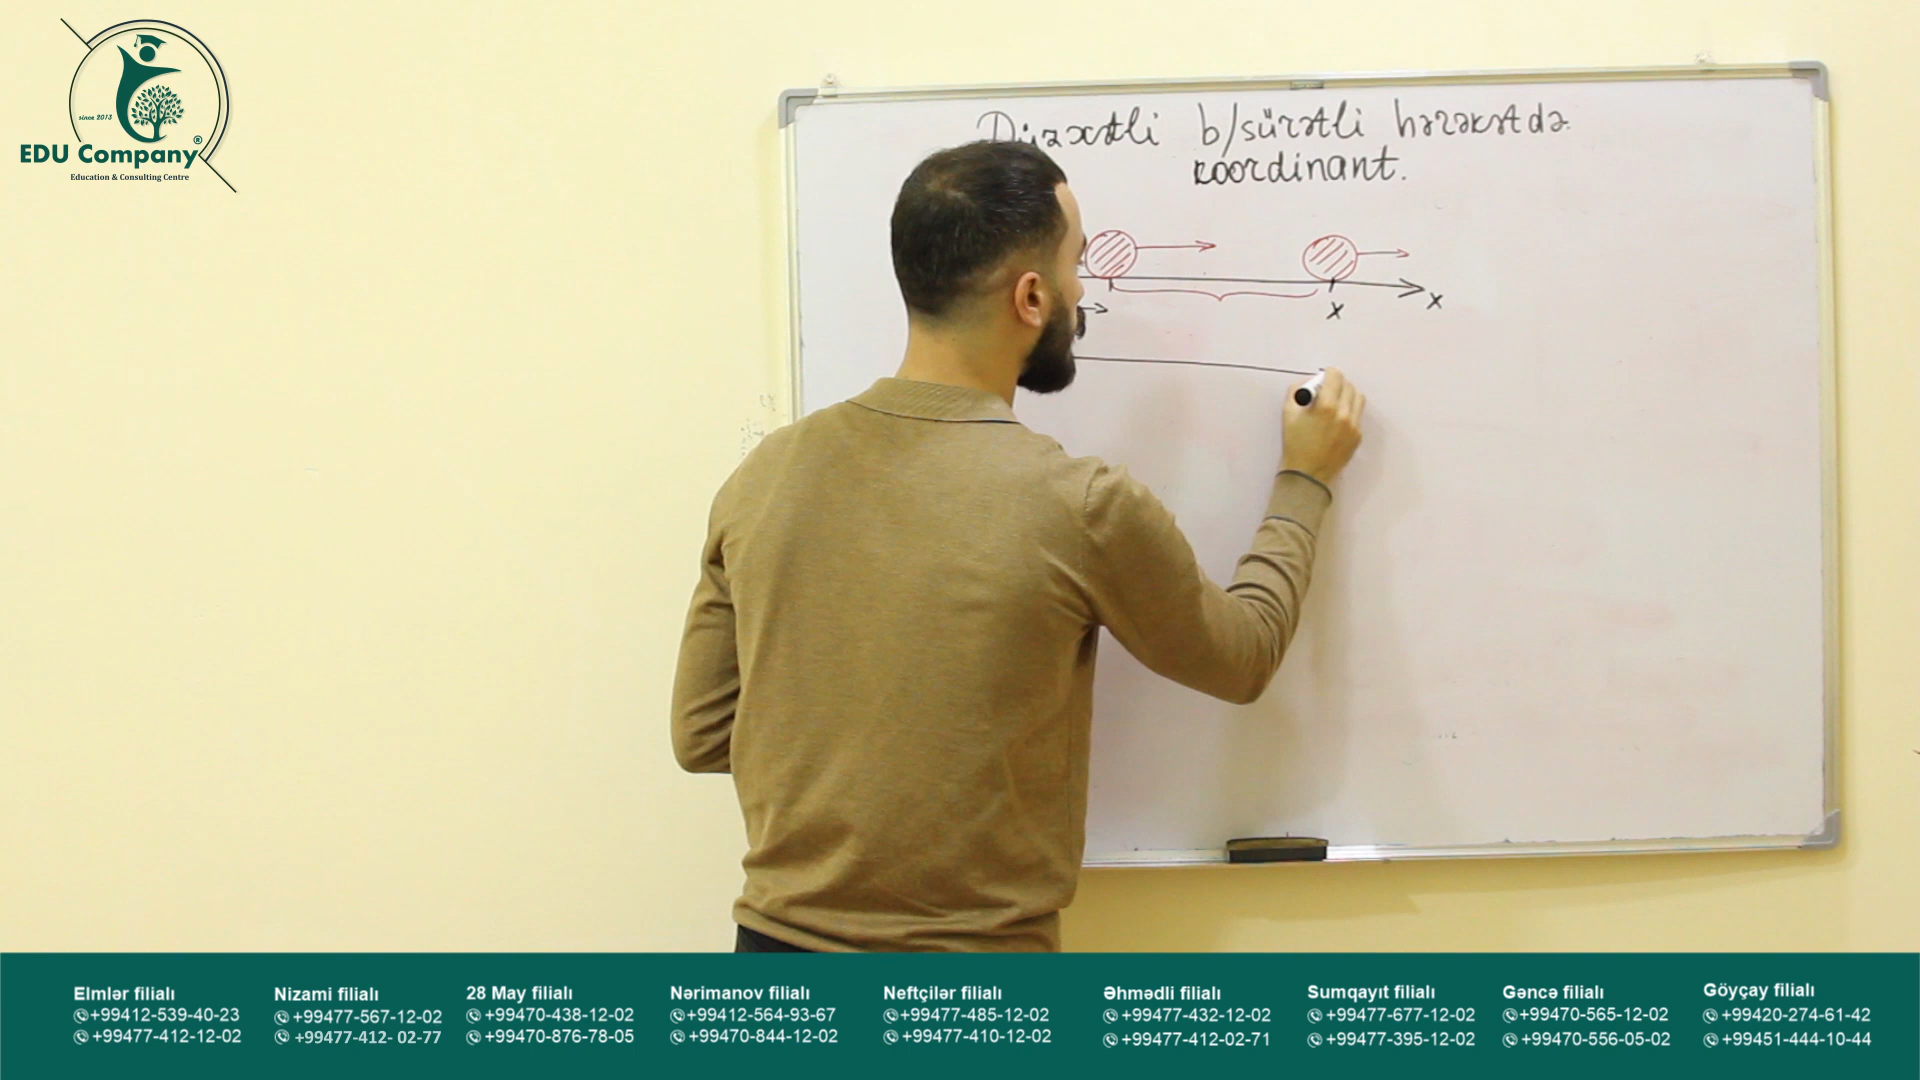 since 2013
EDU Company®
Education & Consulting Centre
Düzxətli b/sürətli hərəkətdə
koordinant.
x
x
Elmlər filialı
+99412-539-40-23
+99477-412-12-02
Nizami filialı
+99477-567-12-02
+99477-412- 02-77
28 May filialı
+99470-438-12-02
+99470-876-78-05
Nərimanov filialı
+99412-564-93-67
+99470-844-12-02
Neftçilər filialı
+99477-485-12-02
+99477-410-12-02
Əhmədli filialı
+99477-432-12-02
+99477-412-02-71
Sumqayıt filialı
+99477-677-12-02
+99477-395-12-02
Gəncə filialı
+99470-565-12-02
+99470-556-05-02
Göyçay filialı
+99420-274-61-42
+99451-444-10-44